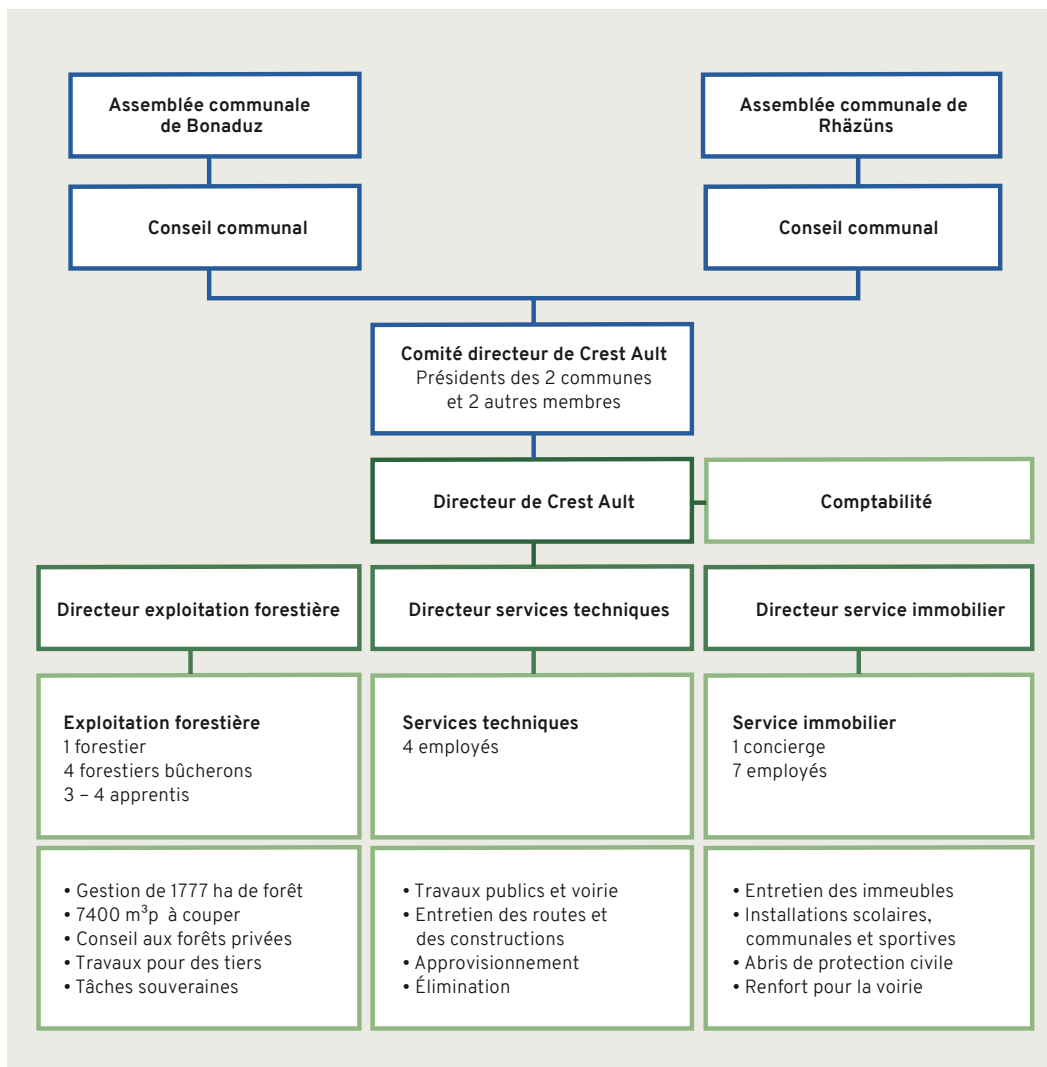 Assemblée communale
de Bonaduz
Assemblée communale de
Rhäzüns
Conseil communal
Conseil communal
Comité directeur de Crest Ault
Présidents des 2 communes
et 2 autres membres
Directeur de Crest Ault
Comptabilité
Directeur exploitation forestière
Directeur services techniques
Directeur service immobilier
Exploitation forestière
1 forestier
4 forestiers bûcherons
3 – 4 apprentis
Services techniques
4 employés
Service immobilier
1 concierge
7 employés
• Gestion de 1777 ha de forêt
• 7400 m³p à couper
• Conseil aux forêts privées
• Travaux pour des tiers
• Tâches souveraines
• Travaux publics et voirie
• Entretien des routes et
des constructions
• Approvisionnement
• Élimination
• Entretien des immeubles
• Installations scolaires,
communales et sportives
• Abris de protection civile
• Renfort pour la voirie